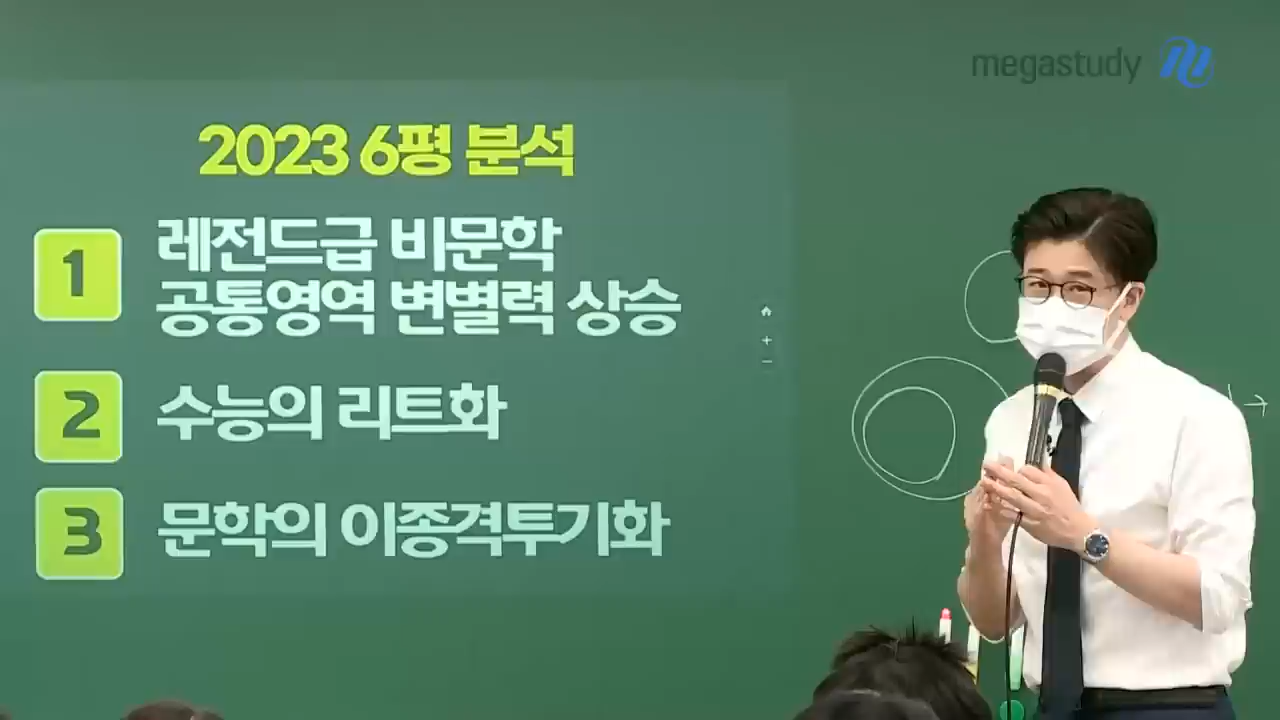 megastudy
2023 6평 분석
1
레전드급 비문학
공통영역 변별력 상승
2
수능의 리트화
3
문학의 이종격투기화